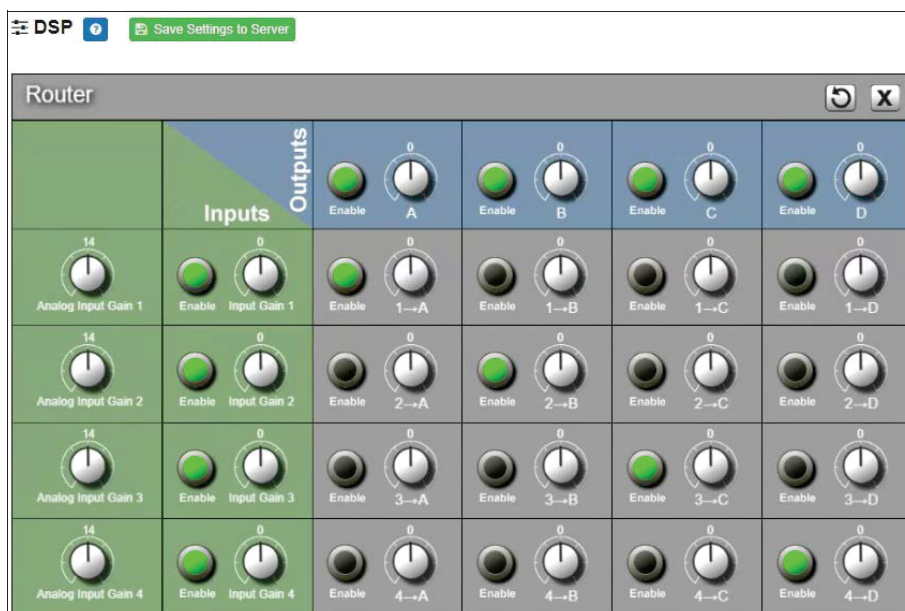 DSP ? Save Settings to Server
Router X
Outputs
Inputs
0 0 0 0
Enable A Enable B Enable C Enable D
14 0 0 0 0 0
Analog Input Gain 1 Enable Input Gain 1 Enable 1→A Enable 1→B Enable 1→C Enable 1→D
14 0 0 0 0 0
Analog Input Gain 2 Enable Input Gain 2 Enable 2→A Enable 2→B Enable 2→C Enable 2→D
14 0 0 0 0 0
Analog Input Gain 3 Enable Input Gain 3 Enable 3→A Enable 3→B Enable 3→C Enable 3→D
14 0 0 0 0 0
Analog Input Gain 4 Enable Input Gain 4 Enable 4→A Enable 4→B Enable 4→C Enable 4→D